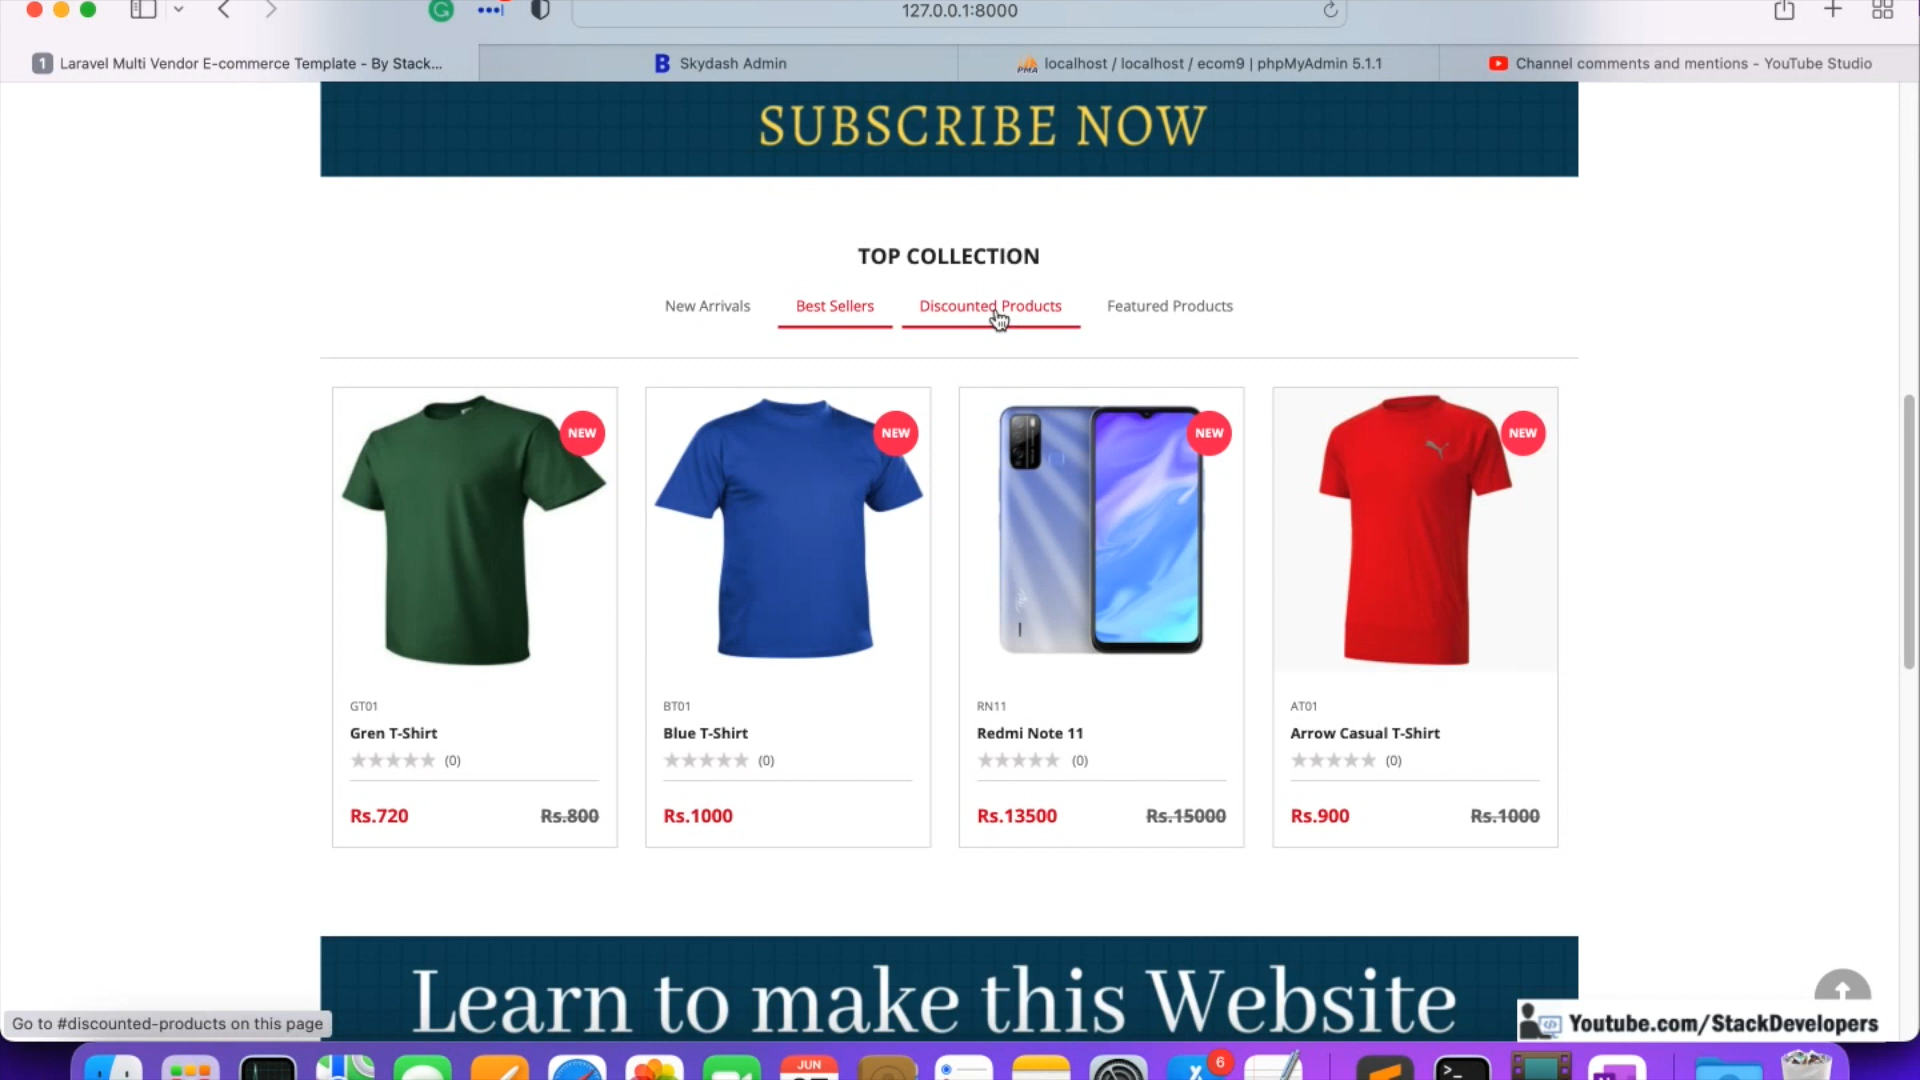 127.0.0.1:8000
1 Laravel Multi Vendor E-commerce Template - By Stack...
B Skydash Admin
PMA localhost / localhost / ecom9 | phpMyAdmin 5.1.1
Channel comments and mentions - YouTube Studio
SUBSCRIBE NOW
TOP COLLECTION
New Arrivals Best Sellers Discounted Products Featured Products
NEW NEW NEW NEW
GT01 BT01 RN11 AT01
Gren T-Shirt Blue T-Shirt Redmi Note 11 Arrow Casual T-Shirt
(0) (0) (0) (0)
Rs.720 Rs.800 Rs.1000 Rs.13500 Rs.15000 Rs.900 Rs.1000
Learn to make this Website
Go to #discounted-products on this page
Youtube.com/StackDevelopers
JUN
6